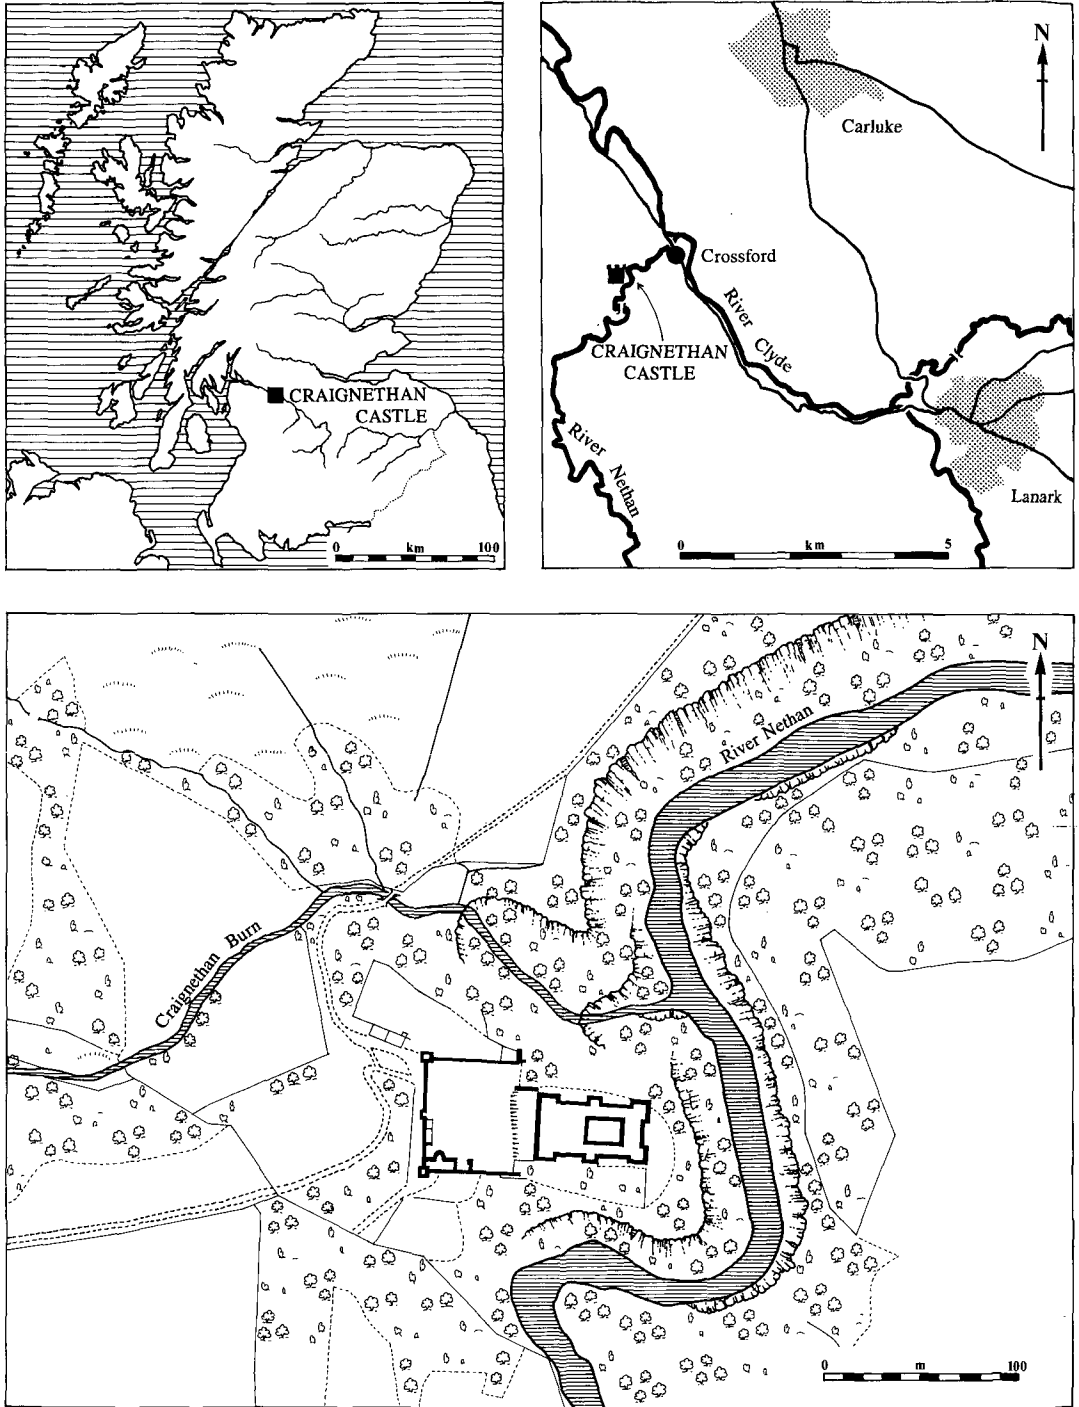 CRAIGNETHAN
CASTLE
0 km 100
N
Carluke
Crossford
River Clyde
CRAIGNETHAN
CASTLE
River Nethan
Lanark
0 km 5
N
River Nethan
Craignethan Burn
0 m 100